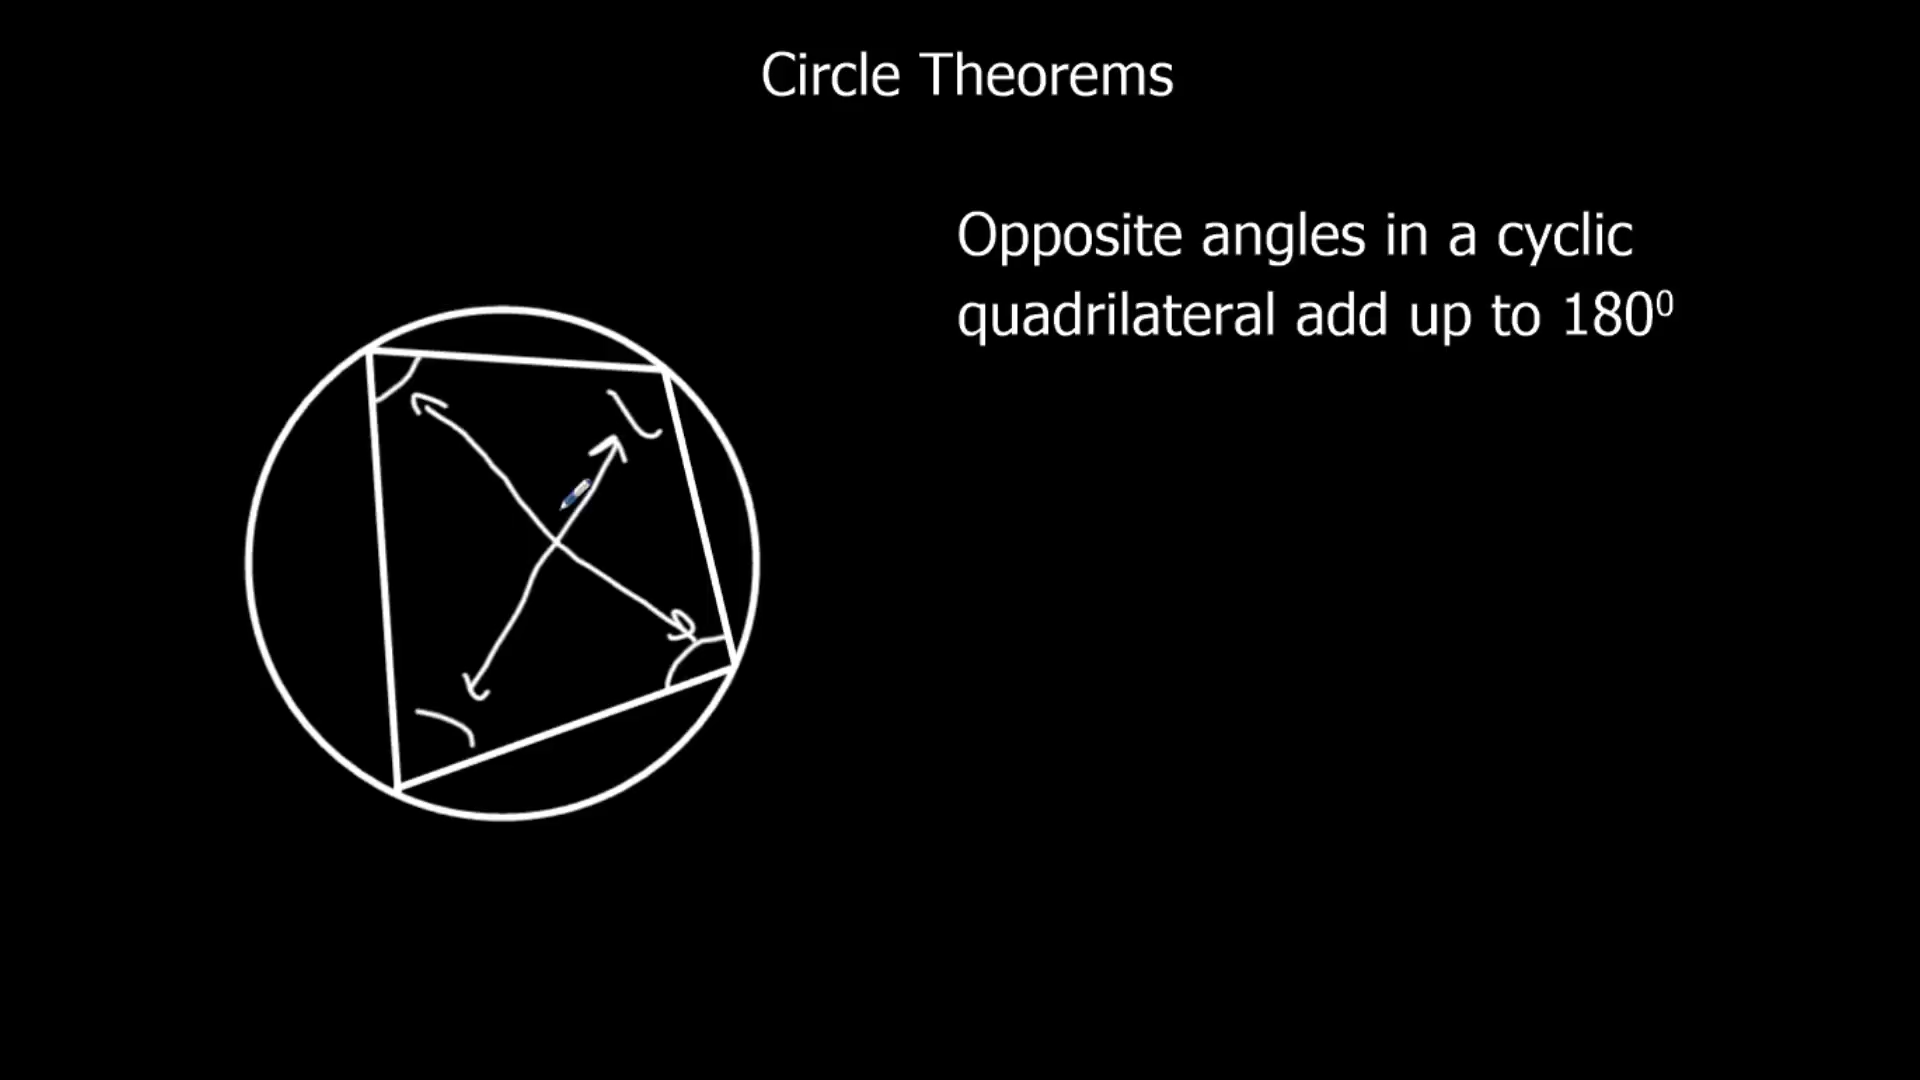 Circle Theorems
Opposite angles in a cyclic
quadrilateral add up to 180⁰